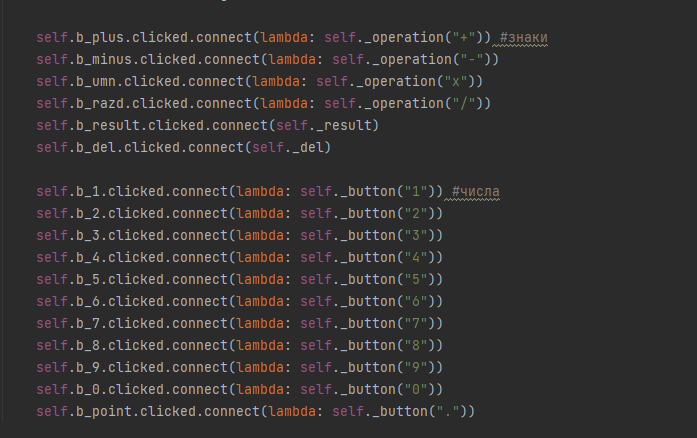 self.b_plus.clicked.connect(lambda: self._operation("+")) #знаки
self.b_minus.clicked.connect(lambda: self._operation("-"))
self.b_umn.clicked.connect(lambda: self._operation("x"))
self.b_razd.clicked.connect(lambda: self._operation("/"))
self.b_result.clicked.connect(self._result)
self.b_del.clicked.connect(self._del)
self.b_1.clicked.connect(lambda: self._button("1")) #числа
self.b_2.clicked.connect(lambda: self._button("2"))
self.b_3.clicked.connect(lambda: self._button("3"))
self.b_4.clicked.connect(lambda: self._button("4"))
self.b_5.clicked.connect(lambda: self._button("5"))
self.b_6.clicked.connect(lambda: self._button("6"))
self.b_7.clicked.connect(lambda: self._button("7"))
self.b_8.clicked.connect(lambda: self._button("8"))
self.b_9.clicked.connect(lambda: self._button("9"))
self.b_0.clicked.connect(lambda: self._button("0"))
self.b_point.clicked.connect(lambda: self._button("."))